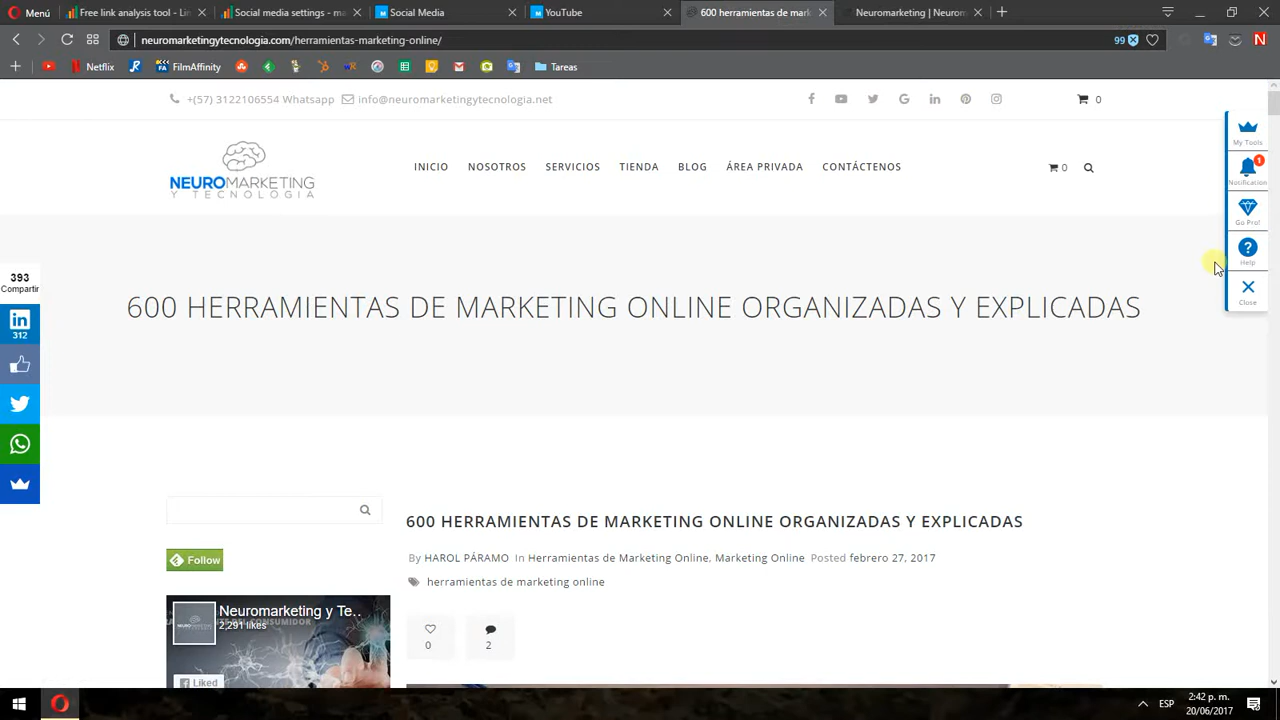 Menú
Free link analysis tool - Lin
Social media settings - ma
Social Media
YouTube
600 herramientas de mark
Neuromarketing | Neurom
neuromarketingytecnologia.com/herramientas-marketing-online/
99
Netflix
FilmAffinity
Tareas
+(57) 3122106554 Whatsapp
info@neuromarketingytecnologia.net
0
NEUROMARKETING
Y TECNOLOGIA
INICIO NOSOTROS SERVICIOS TIENDA BLOG ÁREA PRIVADA CONTÁCTENOS
0
My Tools
1
Notification
Go Pro!
Help
Close
393
Compartir
312
600 HERRAMIENTAS DE MARKETING ONLINE ORGANIZADAS Y EXPLICADAS
600 HERRAMIENTAS DE MARKETING ONLINE ORGANIZADAS Y EXPLICADAS
By HAROL PÁRAMO In Herramientas de Marketing Online, Marketing Online Posted febrero 27, 2017
herramientas de marketing online
0
2
Follow
Neuromarketing y Te..
2,291 likes
Liked
ESP
2:42 p. m.
20/06/2017